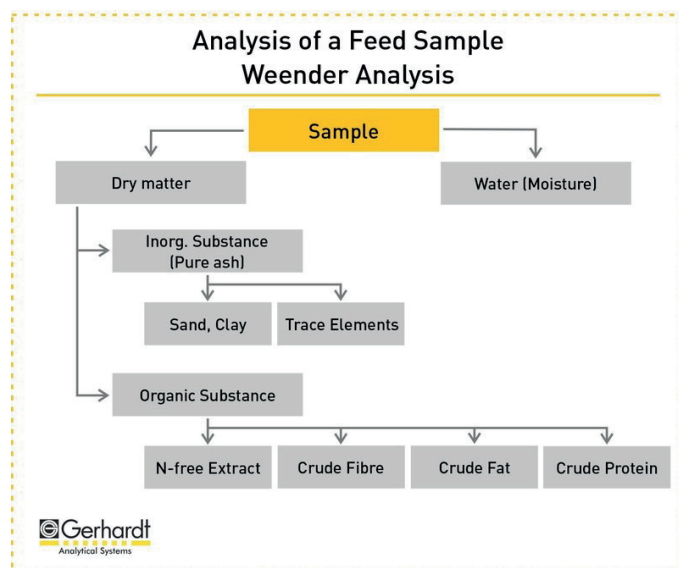 Analysis of a Feed Sample
Weender Analysis
Sample
Dry matter
Water (Moisture)
Inorg. Substance
(Pure ash)
Sand, Clay
Trace Elements
Organic Substance
N-free Extract
Crude Fibre
Crude Fat
Crude Protein
Gerhardt
Analytical Systems